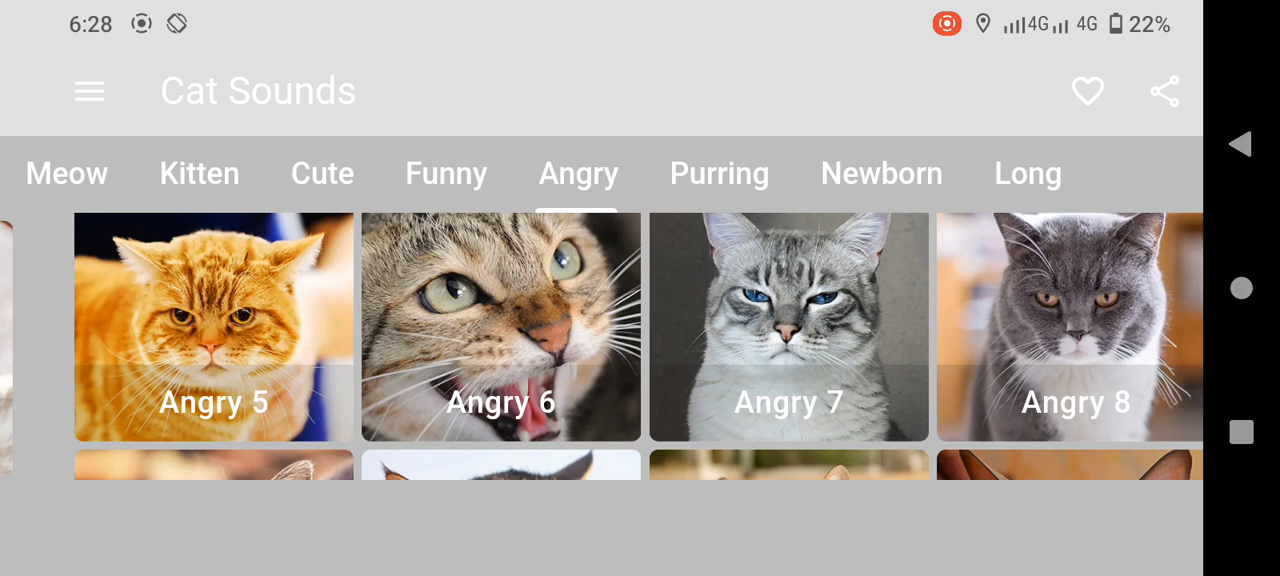 6:28 4G 4G 22%
Cat Sounds
Meow Kitten Cute Funny Angry Purring Newborn Long
Angry 5 Angry 6 Angry 7 Angry 8